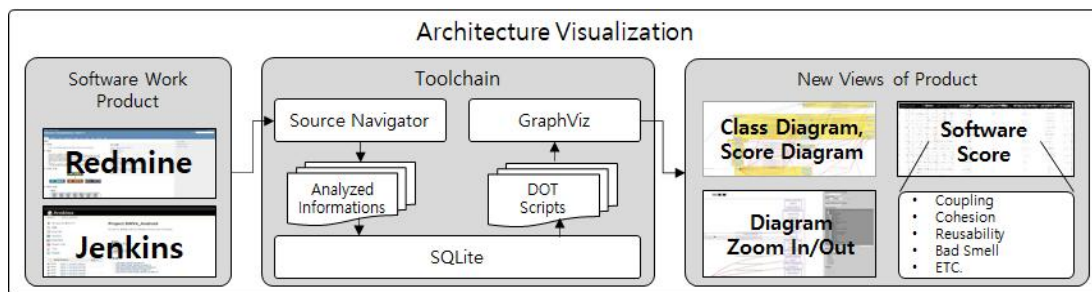 Architecture Visualization
Software Work
Product
Redmine
Jenkins
Toolchain
Source Navigator
GraphViz
Analyzed
Informations
DOT
Scripts
SQLite
New Views of Product
Class Diagram,
Score Diagram
Software
Score
Diagram
Zoom In/Out
• Coupling
• Cohesion
• Reusability
• Bad Smell
• ETC.